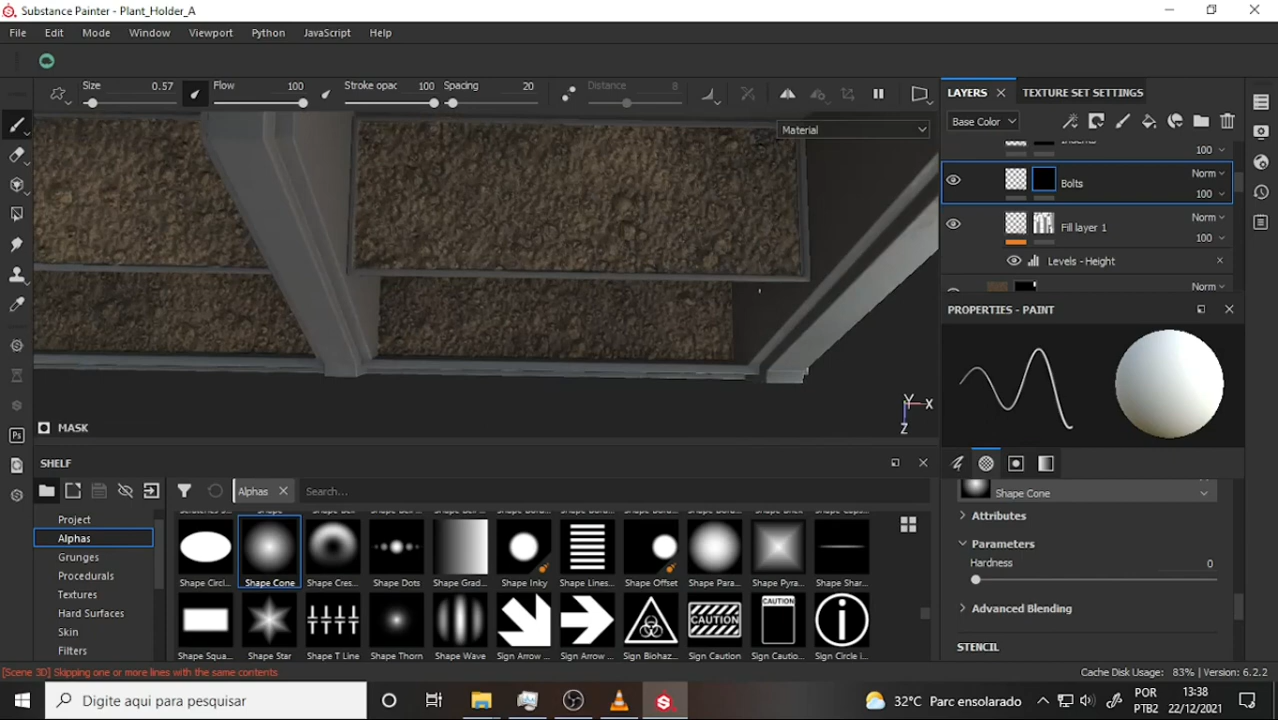 Substance Painter - Plant_Holder_A
File Edit Mode Window Viewport Python JavaScript Help
Size 0.57 Flow 100 Stroke opac 100 Spacing 20 Distance 8
LAYERS TEXTURE SET SETTINGS
Material
Base Color
100
Bolts Norm
100
Fill layer 1 Norm
100
Levels - Height
Norm
PROPERTIES - PAINT
Y X
Z
MASK
SHELF
Alphas Search...
Project
Alphas
Grunges
Procedurals
Textures
Hard Surfaces
Skin
Filters
Shape Circl... Shape Cone Shape Cres... Shape Dots Shape Grad... Shape Inky Shape Lines... Shape Offset Shape Para... Shape Pyra... Shape Shar...
CAUTION CAUTION
Shape Squa... Shape Star Shape T Line Shape Thorn Shape Wave Sign Arrow ... Sign Arrow ... Sign Biohaz... Sign Caution Sign Cautio... Sign Circle i...
Shape Cone
Attributes
Parameters
Hardness 0
Advanced Blending
STENCIL
[Scene 3D] Skipping one or more lines with the same contents
Cache Disk Usage: 83% | Version: 6.2.2
Digite aqui para pesquisar
32°C Parc ensolarado
POR
PTB2
13:38
22/12/2021